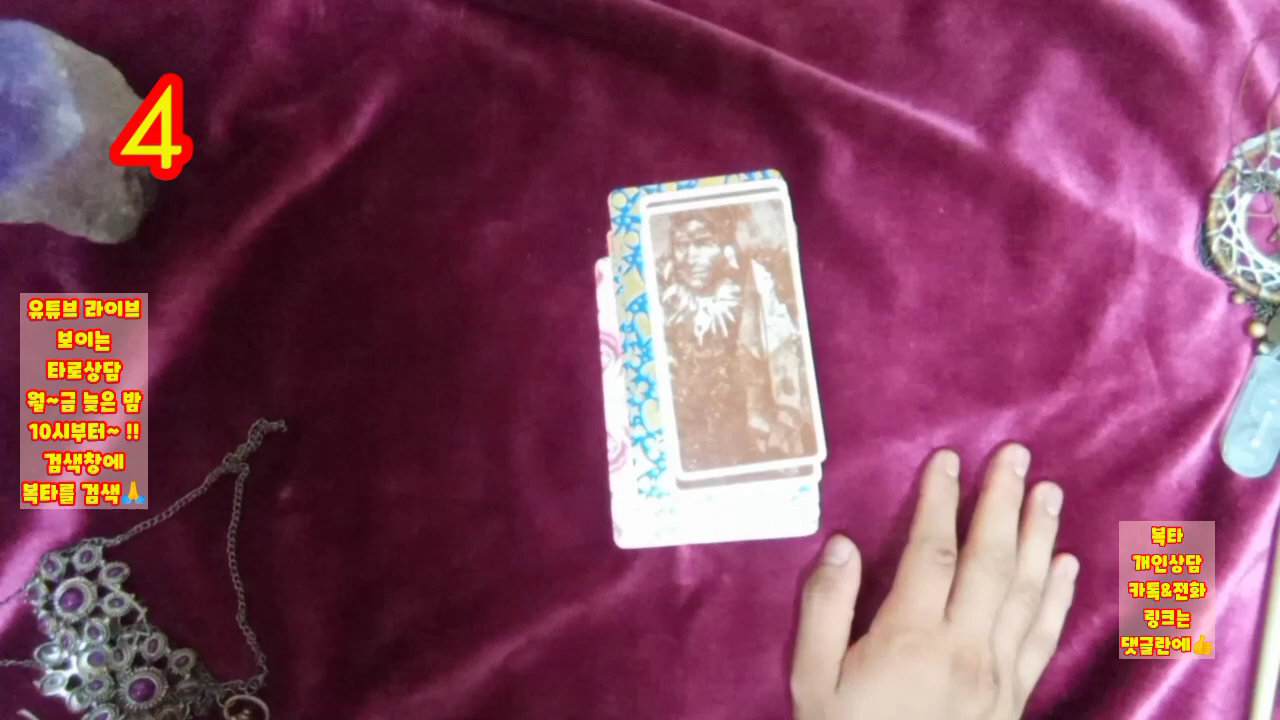 4
유튜브 라이브
보이는
타로상담
월~금 늦은 밤
10시부터~ !!
검색창에
복타를 검색🙏
복타
개인상담
카톡&전화
링크는
댓글란에👍